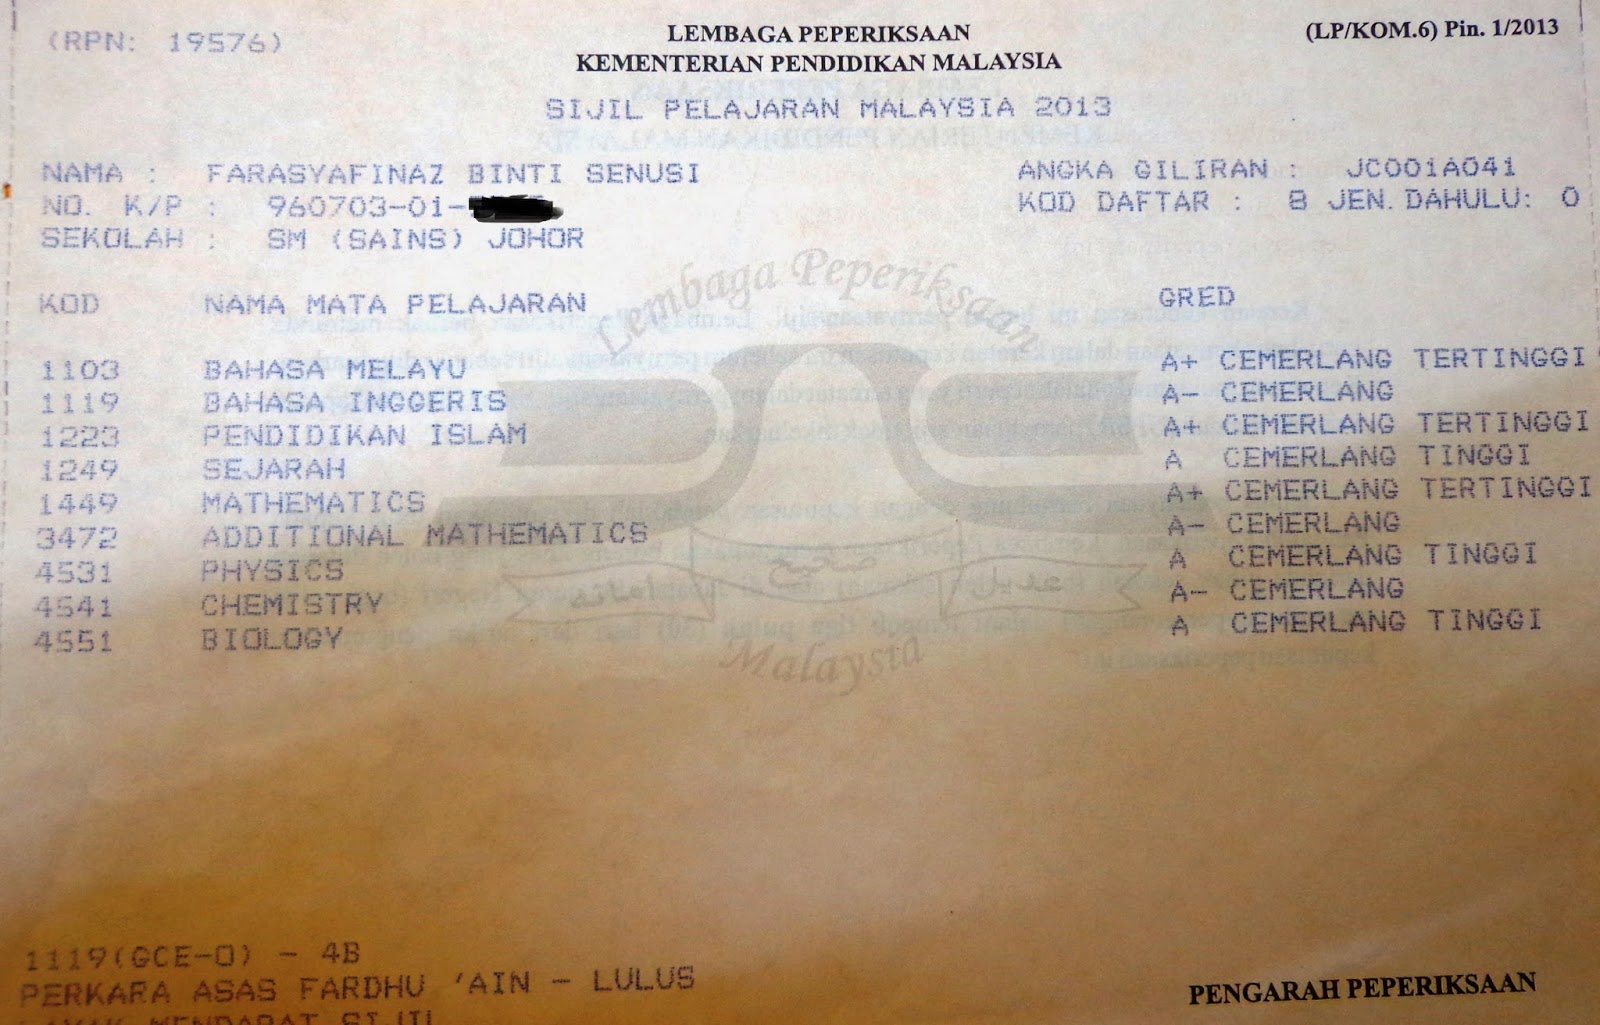 (RPN: 19576)
LEMBAGA PEPERIKSAAN
KEMENTERIAN PENDIDIKAN MALAYSIA
(LP/KOM.6) Pin. 1/2013
SIJIL PELAJARAN MALAYSIA 2013
NAMA : FARASYAFINAZ BINTI SENUSI
ANGKA GILIRAN : JC001A041
NO. K/P : 960703-01-
KOD DAFTAR : 8 JEN. DAHULU: 0
SEKOLAH : SM (SAINS) JOHOR
KOD NAMA MATA PELAJARAN GRED
1103 BAHASA MELAYU A+ CEMERLANG TERTINGGI
1119 BAHASA INGGERIS A- CEMERLANG
1223 PENDIDIKAN ISLAM A+ CEMERLANG TERTINGGI
1249 SEJARAH A CEMERLANG TINGGI
1449 MATHEMATICS A+ CEMERLANG TERTINGGI
3472 ADDITIONAL MATHEMATICS A- CEMERLANG
4531 PHYSICS A CEMERLANG TINGGI
4541 CHEMISTRY A- CEMERLANG
4551 BIOLOGY A CEMERLANG TINGGI
Lembaga Peperiksaan
Malaysia
1119(GCE-O) - 4B
PERKARA ASAS FARDHU 'AIN - LULUS
LAYAK MENDAPAT SIJIL
PENGARAH PEPERIKSAAN